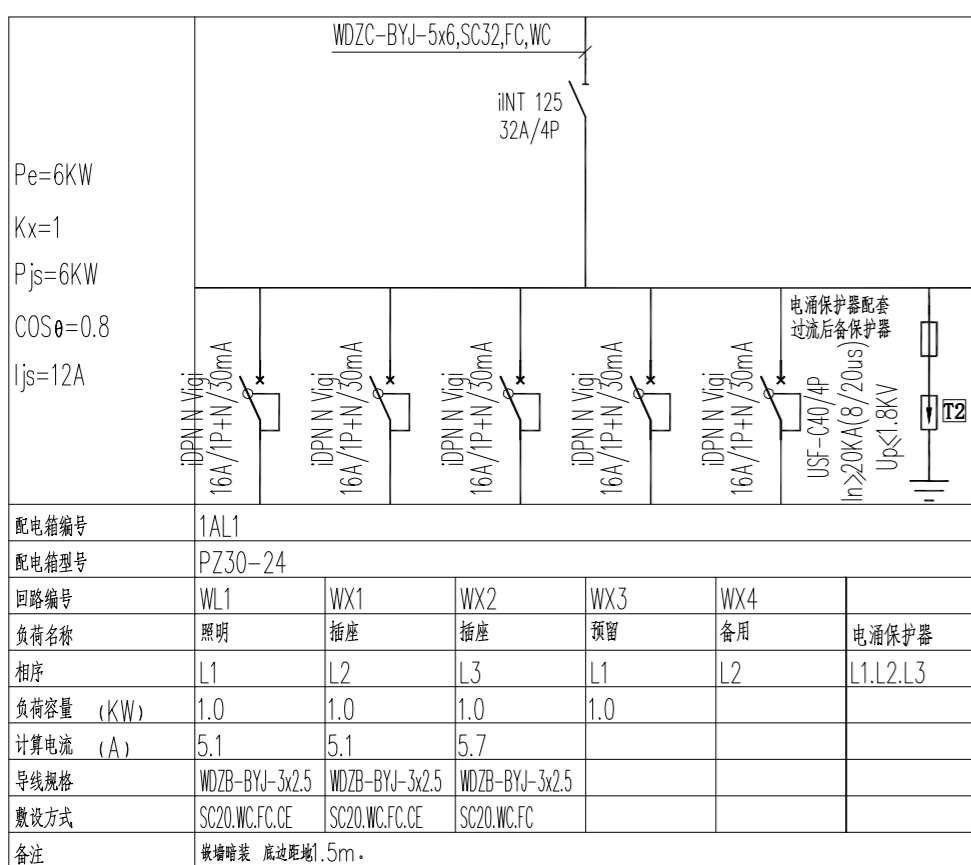 WDZC-BYJ-5x6,SC32,FC,WC
iINT 125
32A/4P
Pe=6KW
Kx=1
Pjs=6KW
COSθ=0.8
Ijs=12A
iDPN N Vigi
16A/1P+N/30mA
iDPN N Vigi
16A/1P+N/30mA
iDPN N Vigi
16A/1P+N/30mA
iDPN N Vigi
16A/1P+N/30mA
iDPN N Vigi
16A/1P+N/30mA
电涌保护器配套
过流后备保护器
USF-C40/4P
In≥20KA(8/20us)
Up≤1.8KV
T2
配电箱编号 1AL1
配电箱型号 PZ30-24
回路编号 WL1 WX1 WX2 WX3 WX4
负荷名称 照明 插座 插座 预留 备用 电涌保护器
相序 L1 L2 L3 L1 L2 L1.L2.L3
负荷容量 (KW) 1.0 1.0 1.0 1.0
计算电流 (A) 5.1 5.1 5.7
导线规格 WDZB-BYJ-3x2.5 WDZB-BYJ-3x2.5 WDZB-BYJ-3x2.5
敷设方式 SC20.WC.FC.CE SC20.WC.FC.CE SC20.WC.FC
备注 嵌墙暗装 底边距地1.5m.